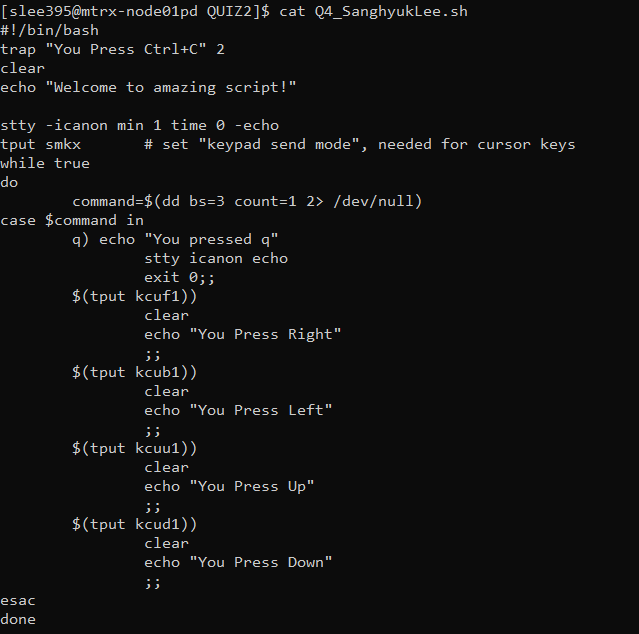 [slee395@mtrx-node01pd QUIZ2]$ cat Q4_SanghyukLee.sh
#!/bin/bash
trap "You Press Ctrl+C" 2
clear
echo "Welcome to amazing script!"

stty -icanon min 1 time 0 -echo
tput smkx       # set "keypad send mode", needed for cursor keys
while true
do
        command=$(dd bs=3 count=1 2> /dev/null)
case $command in
        q) echo "You pressed q"
                stty icanon echo
                exit 0;;
        $(tput kcuf1))
                clear
                echo "You Press Right"
                ;;
        $(tput kcub1))
                clear
                echo "You Press Left"
                ;;
        $(tput kcuu1))
                clear
                echo "You Press Up"
                ;;
        $(tput kcud1))
                clear
                echo "You Press Down"
                ;;
esac
done